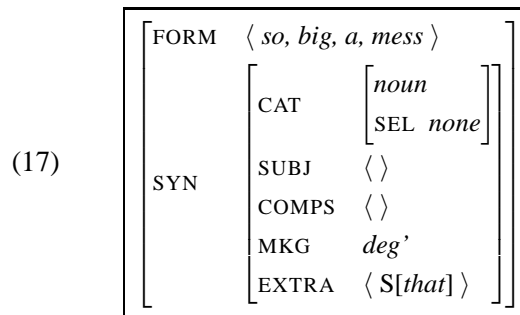 FORM ⟨ so, big, a, mess ⟩
CAT noun
SEL none
(17)
SYN
SUBJ ⟨ ⟩
COMPS ⟨ ⟩
MKG deg’
EXTRA ⟨ S[that] ⟩